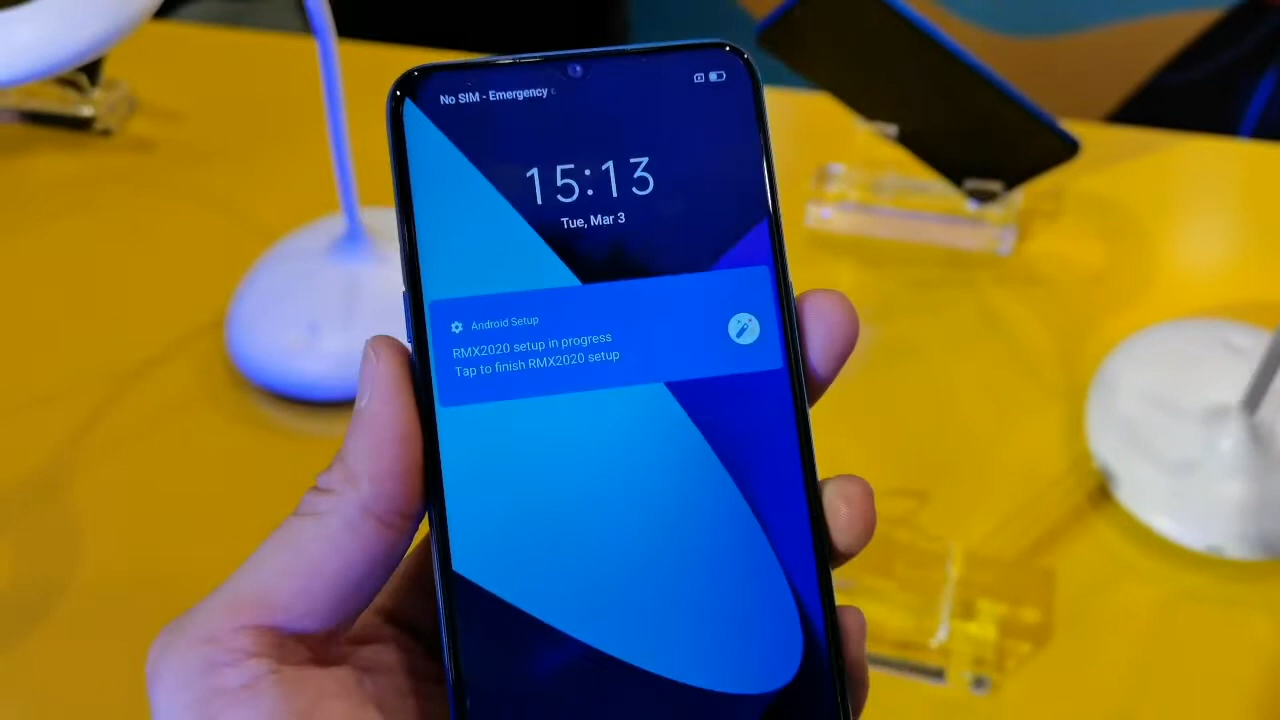 No SIM - Emergency
15:13
Tue, Mar 3
Android Setup
RMX2020 setup in progress
Tap to finish RMX2020 setup